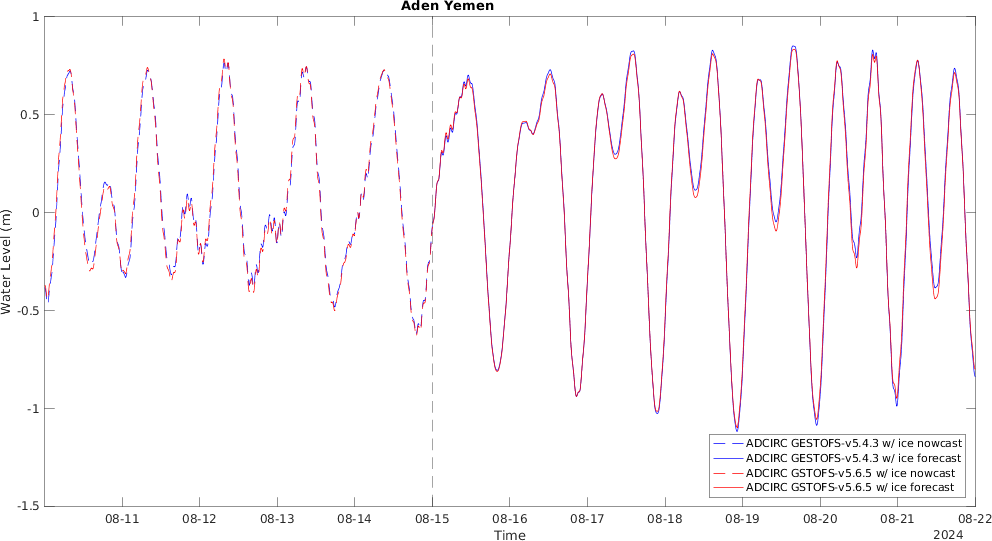 Aden Yemen
1
0.5
0
-0.5
-1
-1.5
Water Level (m)
ADCIRC GESTOFS-v5.4.3 w/ ice nowcast
ADCIRC GESTOFS-v5.4.3 w/ ice forecast
ADCIRC GSTOFS-v5.6.5 w/ ice nowcast
ADCIRC GSTOFS-v5.6.5 w/ ice forecast
08-11 08-12 08-13 08-14 08-15 08-16 08-17 08-18 08-19 08-20 08-21 08-22
Time
2024